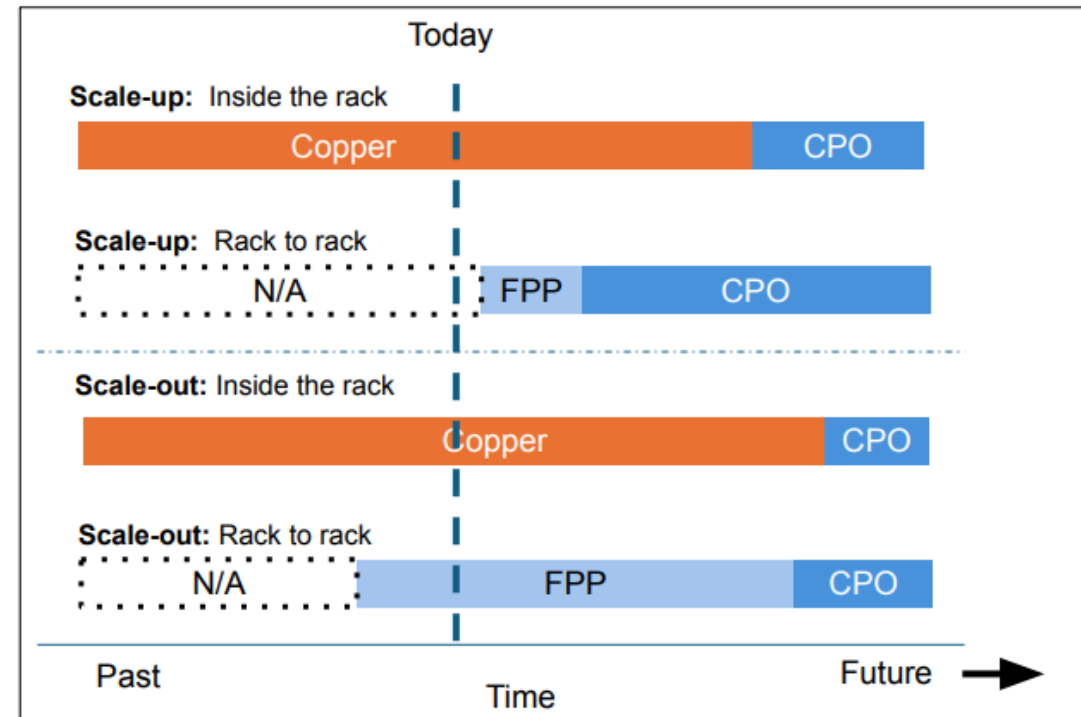 Today
Scale-up: Inside the rack
Copper CPO
Scale-up: Rack to rack
N/A FPP CPO
Scale-out: Inside the rack
Copper CPO
Scale-out: Rack to rack
N/A FPP CPO
Past Time Future